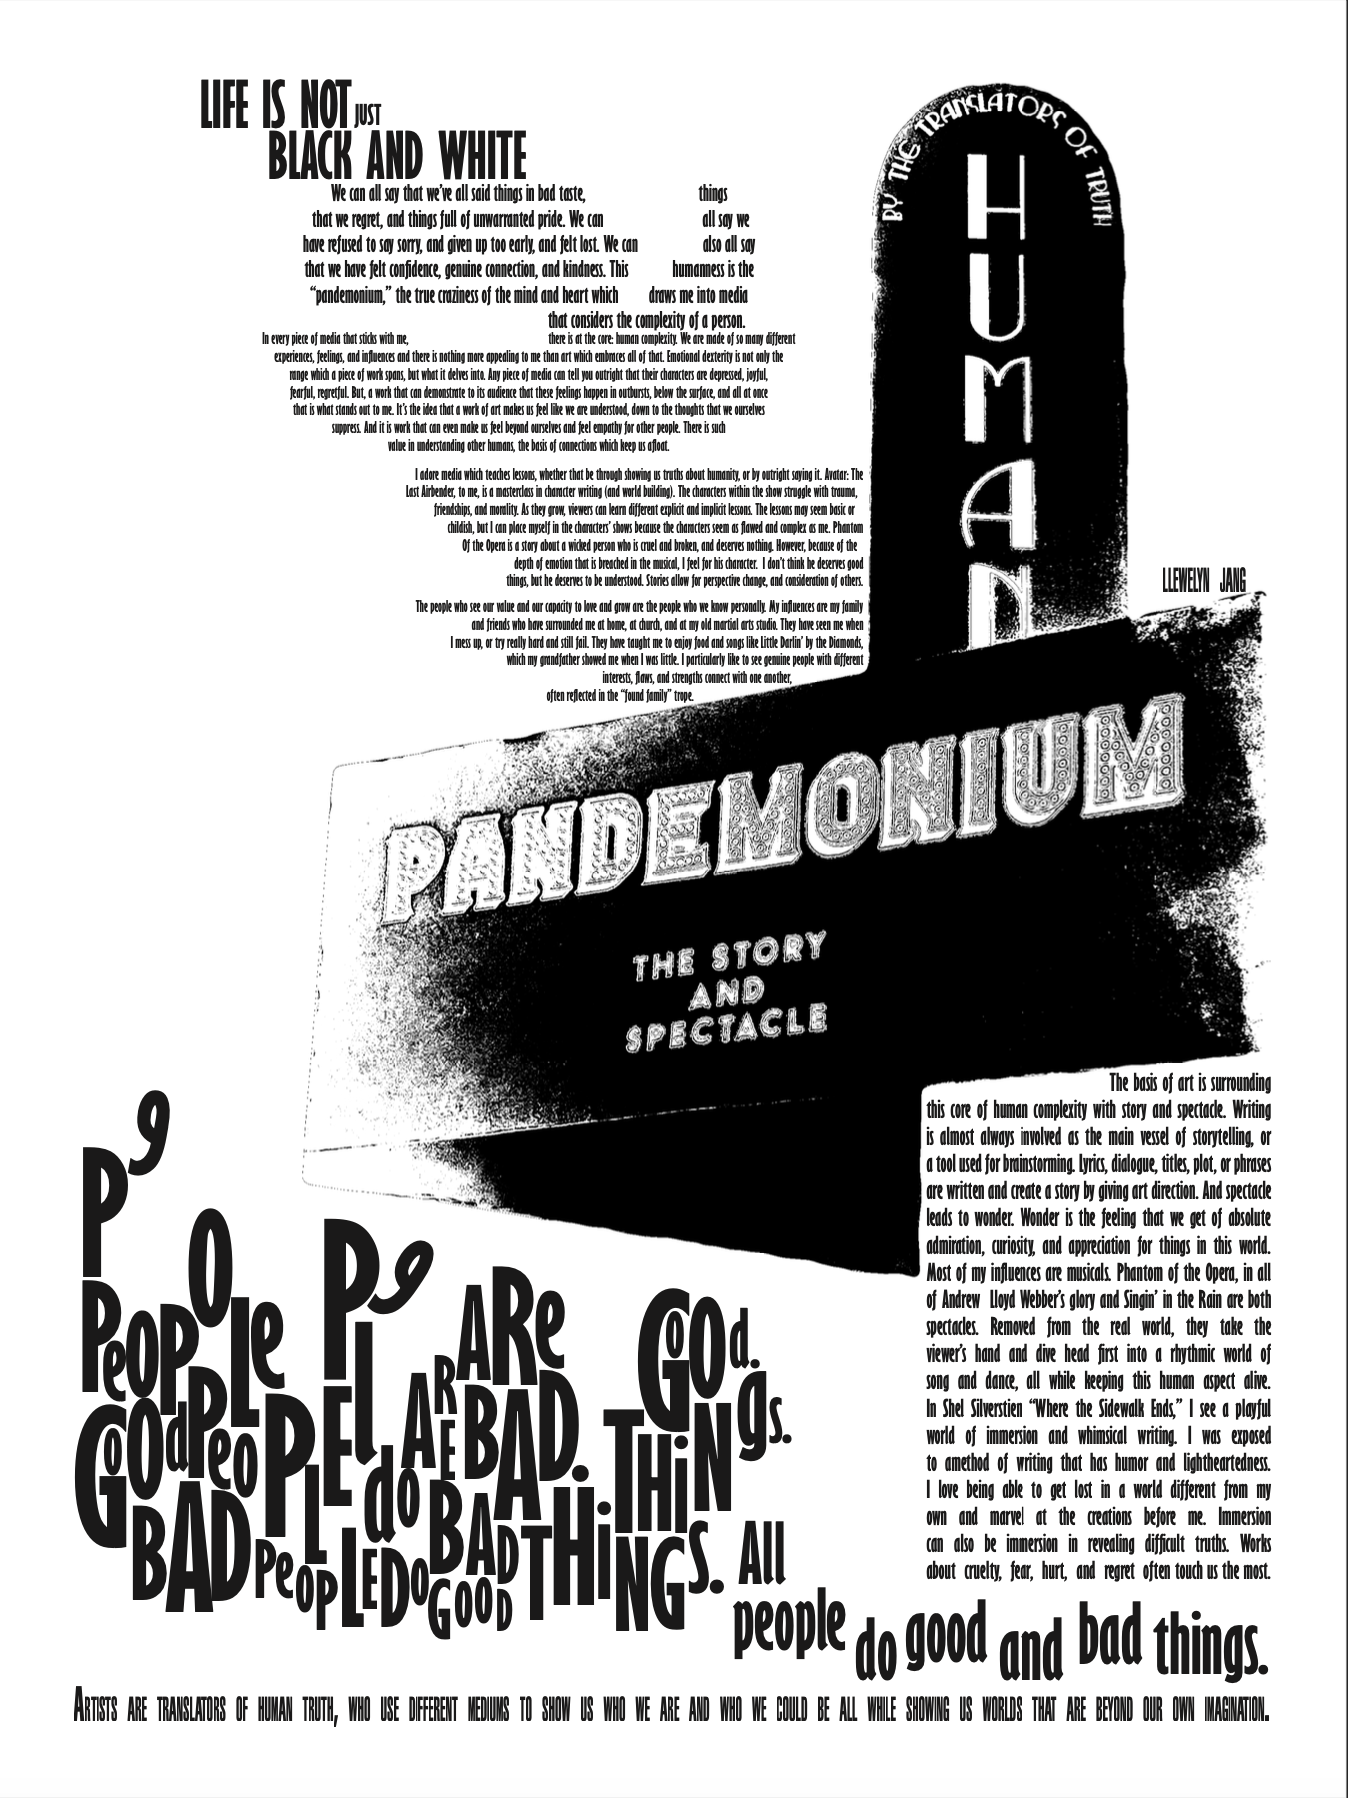 LIFE IS NOT JUST
BLACK AND WHITE
We can all say that we've all said things in bad taste, things
that we regret, and things full of unwarranted pride. We can all say we
have refused to say sorry, and given up too early, and felt lost. We can also all say
that we have felt confidence, genuine connection, and kindness. This humanness is the
“pandemonium,” the true craziness of the mind and heart which draws me into media
that considers the complexity of a person.
In every piece of media that sticks with me, there is at the core: human complexity. We are made of so many different
experiences, feelings, and influences and there is nothing more appealing to me than art which embraces all of that. Emotional dexterity is not only the
range which a piece of work spans, but what it delves into. Any piece of media can tell you outright that their characters are depressed, joyful,
fearful, regretful. But, a work that can demonstrate to its audience that these feelings happen in outbursts, below the surface, and all at once
that is what stands out to me. It's the idea that a work of art makes us feel like we are understood, down to the thoughts that we ourselves
suppress. And it is work that can even make us feel beyond ourselves and feel empathy for other people. There is such
value in understanding other humans, the basis of connections which keep us afloat.
I adore media which teaches lessons, whether that be through showing us truths about humanity, or by outright saying it. Avatar: The
Last Airbender, to me, is a masterclass in character writing (and world building). The characters within the show struggle with trauma,
friendships, and morality. As they grow, viewers can learn different explicit and implicit lessons. The lessons may seem basic or
childish, but I can place myself in the characters' shows because the characters seem as flawed and complex as me. Phantom
Of the Opera is a story about a wicked person who is cruel and broken, and deserves nothing. However, because of the
depth of emotion that is breached in the musical, I feel for his character. I don't think he deserves good
things, but he deserves to be understood. Stories allow for perspective change, and consideration of others.
The people who see our value and our capacity to love and grow are the people who we know personally. My influences are my family
and friends who have surrounded me at home, at church, and at my old martial arts studio. They have seen me when
I mess up, or try really hard and still fail. They have taught me to enjoy food and songs like Little Darlin' by the Diamonds,
which my grandfather showed me when I was little. I particularly like to see genuine people with different
interests, flaws, and strengths connect with one another,
often reflected in the “found family” trope.
BY THE TRANSLATORS OF TRUTH
HUMAN
LLEWELYN JANG
PANDEMONIUM
THE STORY
AND
SPECTACLE
The basis of art is surrounding
this core of human complexity with story and spectacle. Writing
is almost always involved as the main vessel of storytelling, or
a tool used for brainstorming. Lyrics, dialogue, titles, plot, or phrases
are written and create a story by giving art direction. And spectacle
leads to wonder. Wonder is the feeling that we get of absolute
admiration, curiosity, and appreciation for things in this world.
Most of my influences are musicals. Phantom of the Opera, in all
of Andrew Lloyd Webber's glory and Singin' in the Rain are both
spectacles. Removed from the real world, they take the
viewer's hand and dive head first into a rhythmic world of
song and dance, all while keeping this human aspect alive.
In Shel Silverstien “Where the Sidewalk Ends,” I see a playful
world of immersion and whimsical writing. I was exposed
to amethod of writing that has humor and lightheartedness.
I love being able to get lost in a world different from my
own and marvel at the creations before me. Immersion
can also be immersion in revealing difficult truths. Works
about cruelty, fear, hurt, and regret often touch us the most.
PeOPle ARe GOOd.
PeOPle ARE BAD.
GOOd PeOPLE dO BAD THiNgs.
BAD PeOPLE DO GOOD THiNGS. All
people do good and bad things.
ARTISTS ARE TRANSLATORS OF HUMAN TRUTH, WHO USE DIFFERENT MEDIUMS TO SHOW US WHO WE ARE AND WHO WE COULD BE ALL WHILE SHOWING US WORLDS THAT ARE BEYOND OUR OWN IMAGINATION.